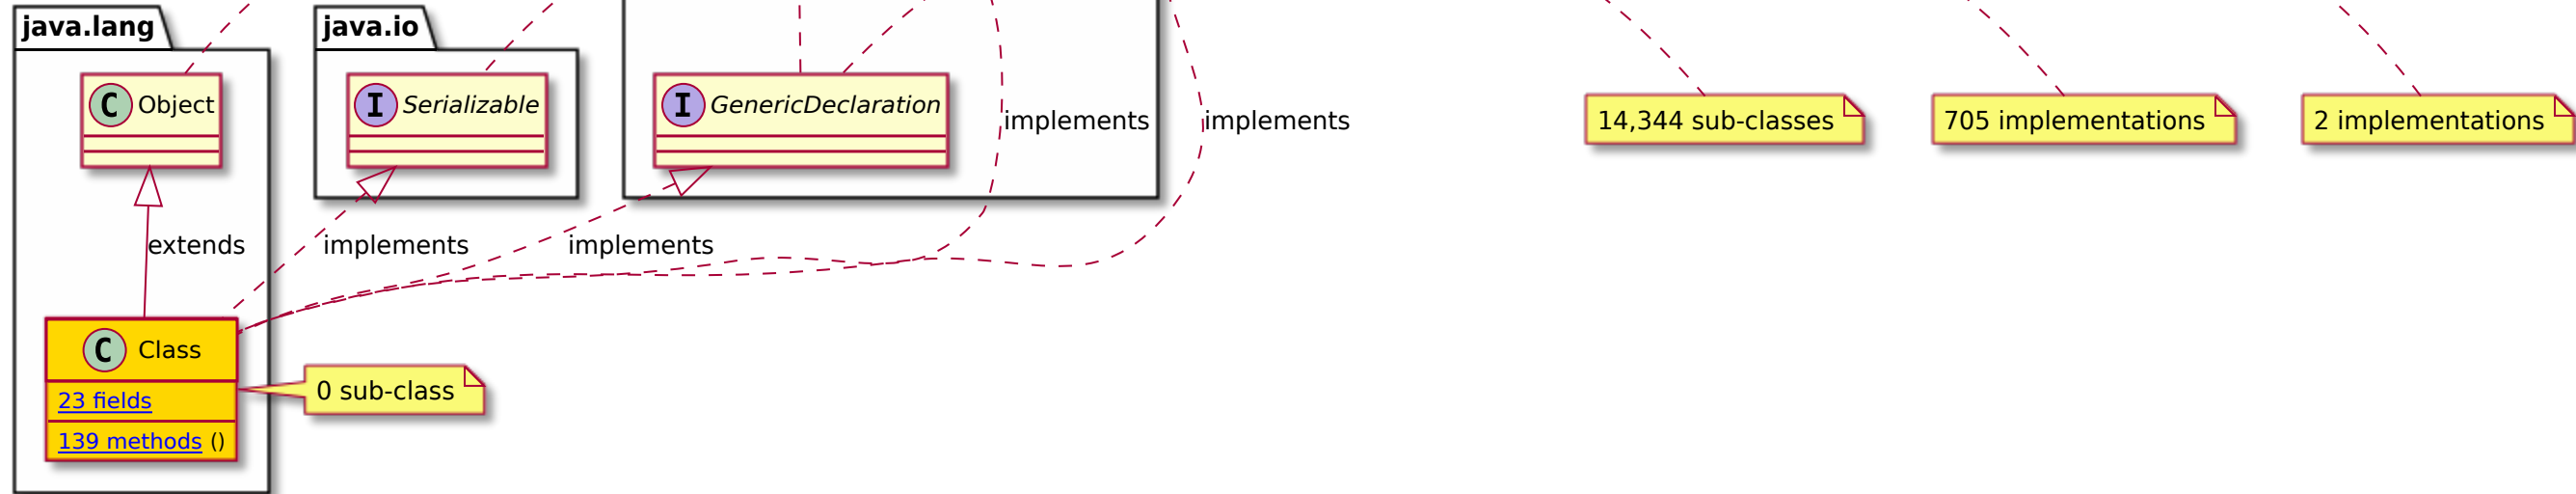 java.lang
java.io
C Object
I Serializable
I GenericDeclaration
implements
implements
14,344 sub-classes
705 implementations
2 implementations
extends
implements
implements
C Class
23 fields
139 methods ()
0 sub-class